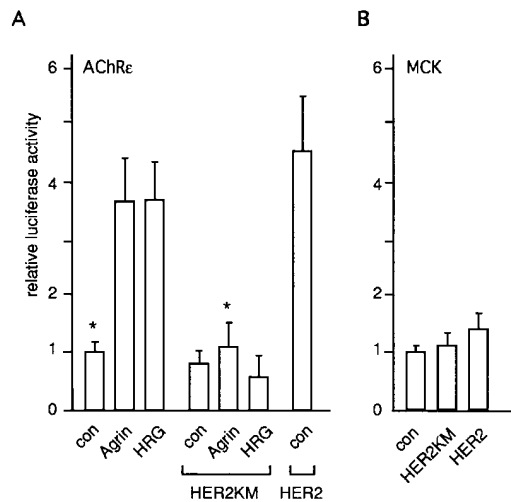 A
B
AChRε
MCK
relative luciferase activity
6
4
2
1
0
*
*
con
Agrin
HRG
con
Agrin
HRG
con
HER2KM
HER2
6
4
2
1
0
con
HER2KM
HER2